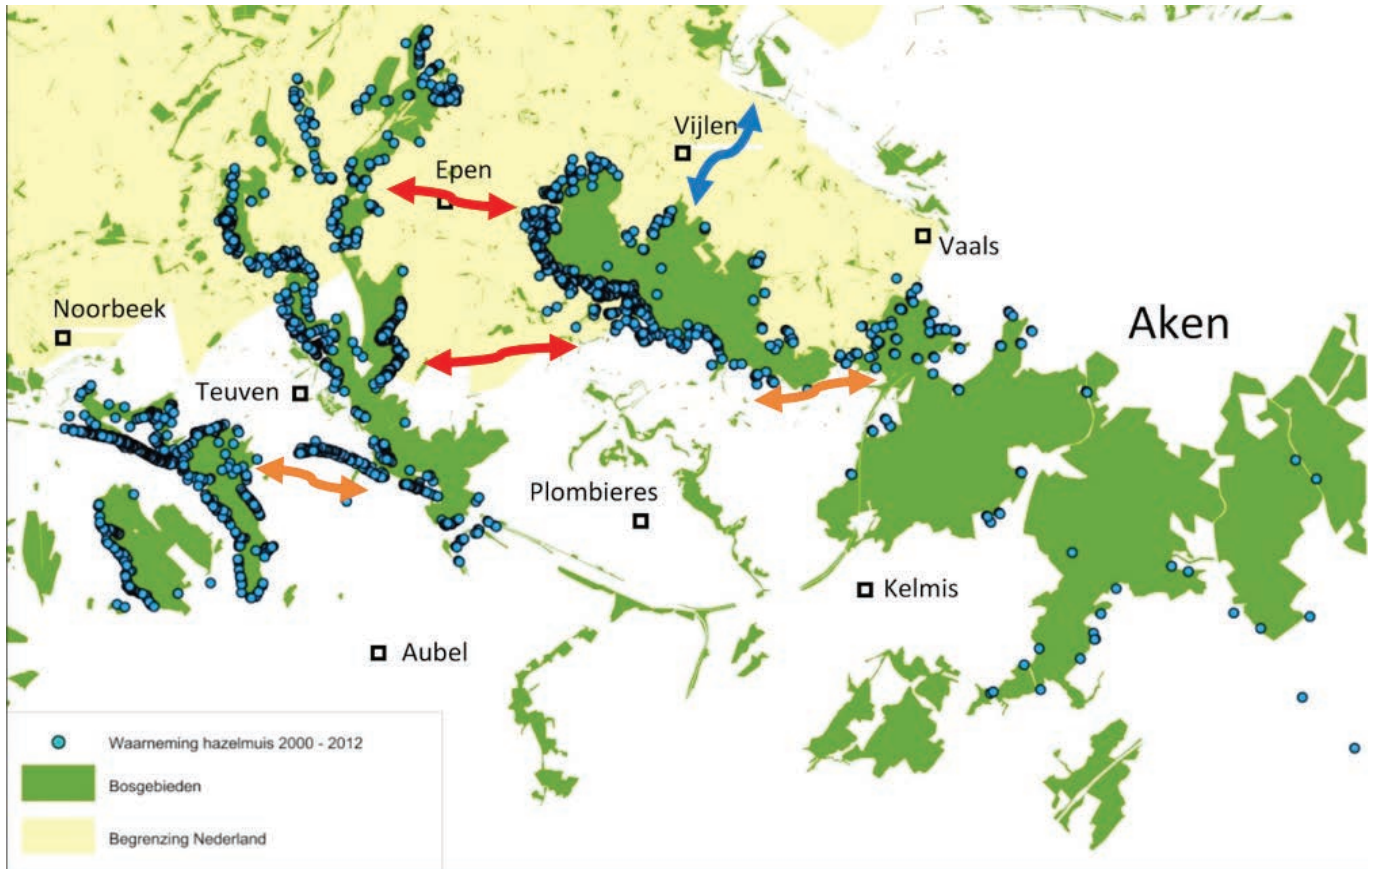 Vijlen
Epen
Vaals
Noorbeek
Aken
Teuven
Plombieres
Kelmis
Aubel
Waarneming hazelmuis 2000 - 2012
Bosgebieden
Begrenzing Nederland